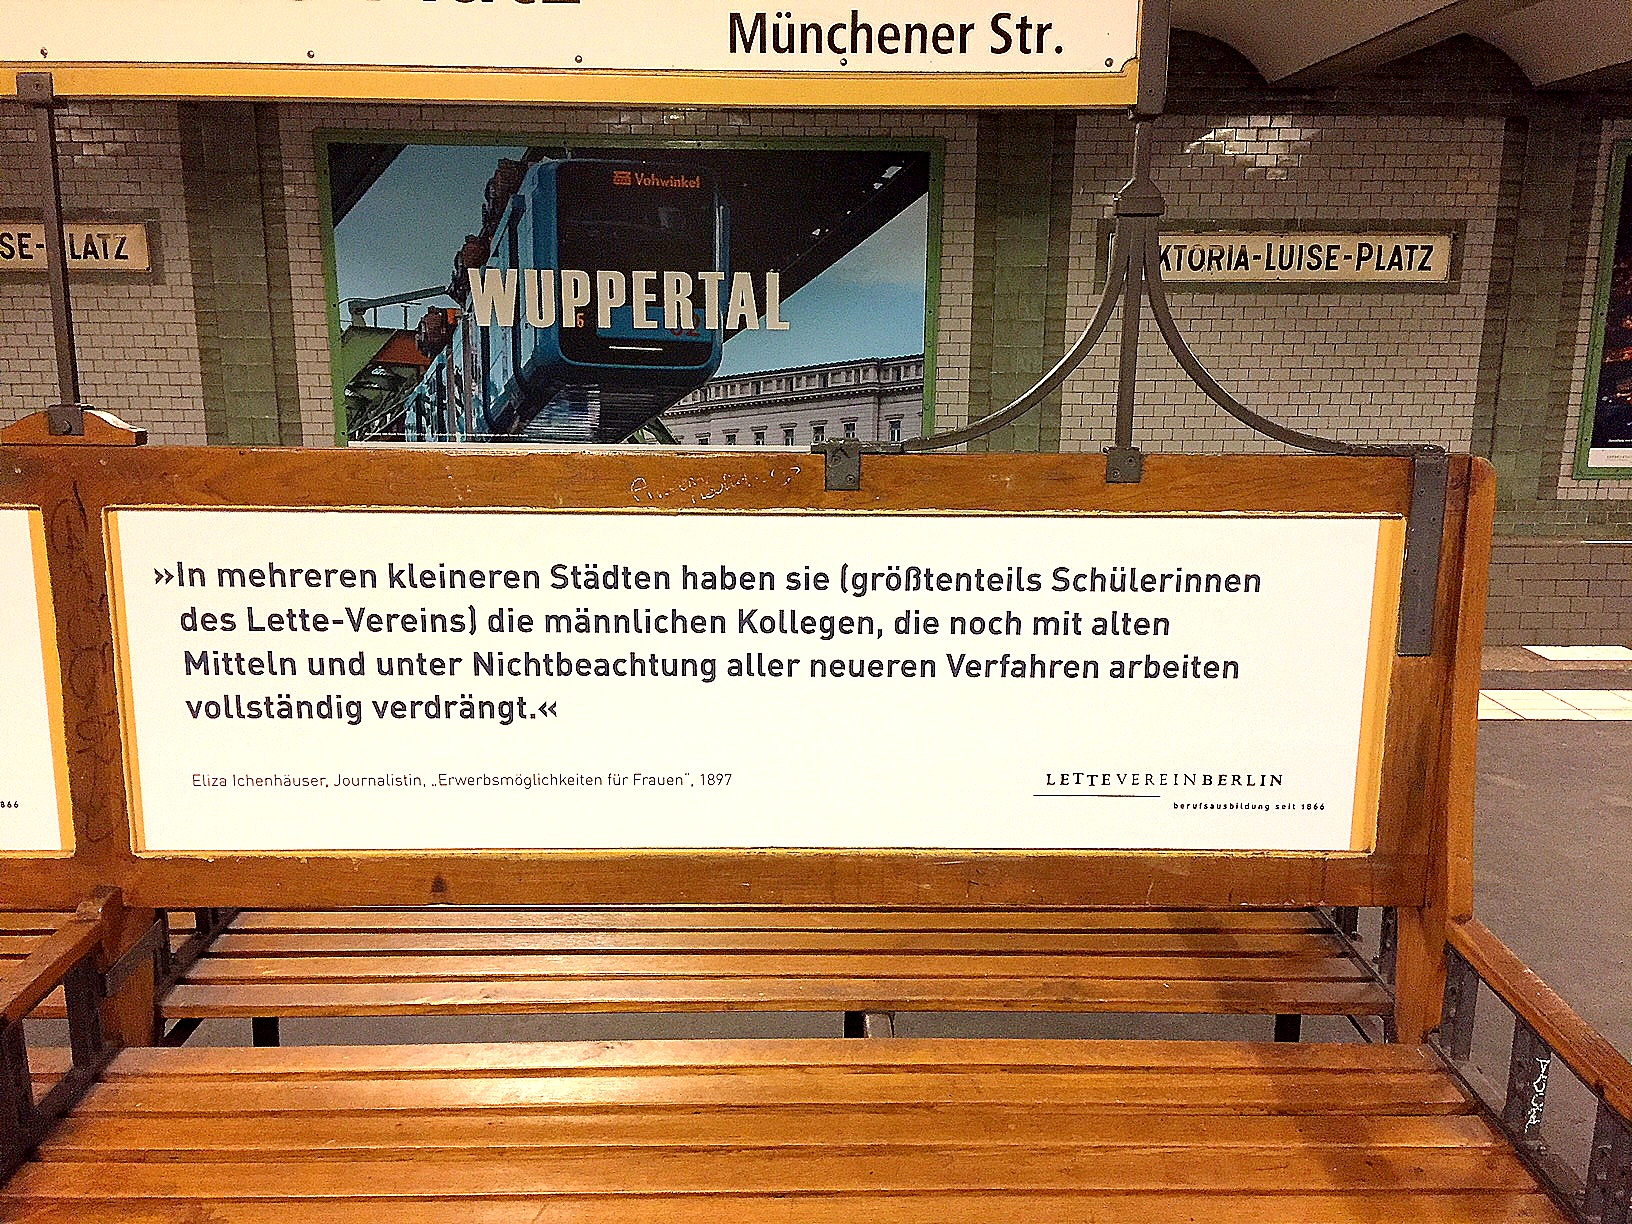 Münchener Str.
Vohwinkel
WUPPERTAL
SE-PLATZ
KTORIA-LUISE-PLATZ
»In mehreren kleineren Städten haben sie (größtenteils Schülerinnen
des Lette-Vereins) die männlichen Kollegen, die noch mit alten
Mitteln und unter Nichtbeachtung aller neueren Verfahren arbeiten
vollständig verdrängt.«
Eliza Ichenhäuser, Journalistin, „Erwerbsmöglichkeiten für Frauen", 1897
LETTEVEREINBERLIN
berufsausbildung seit 1866
866